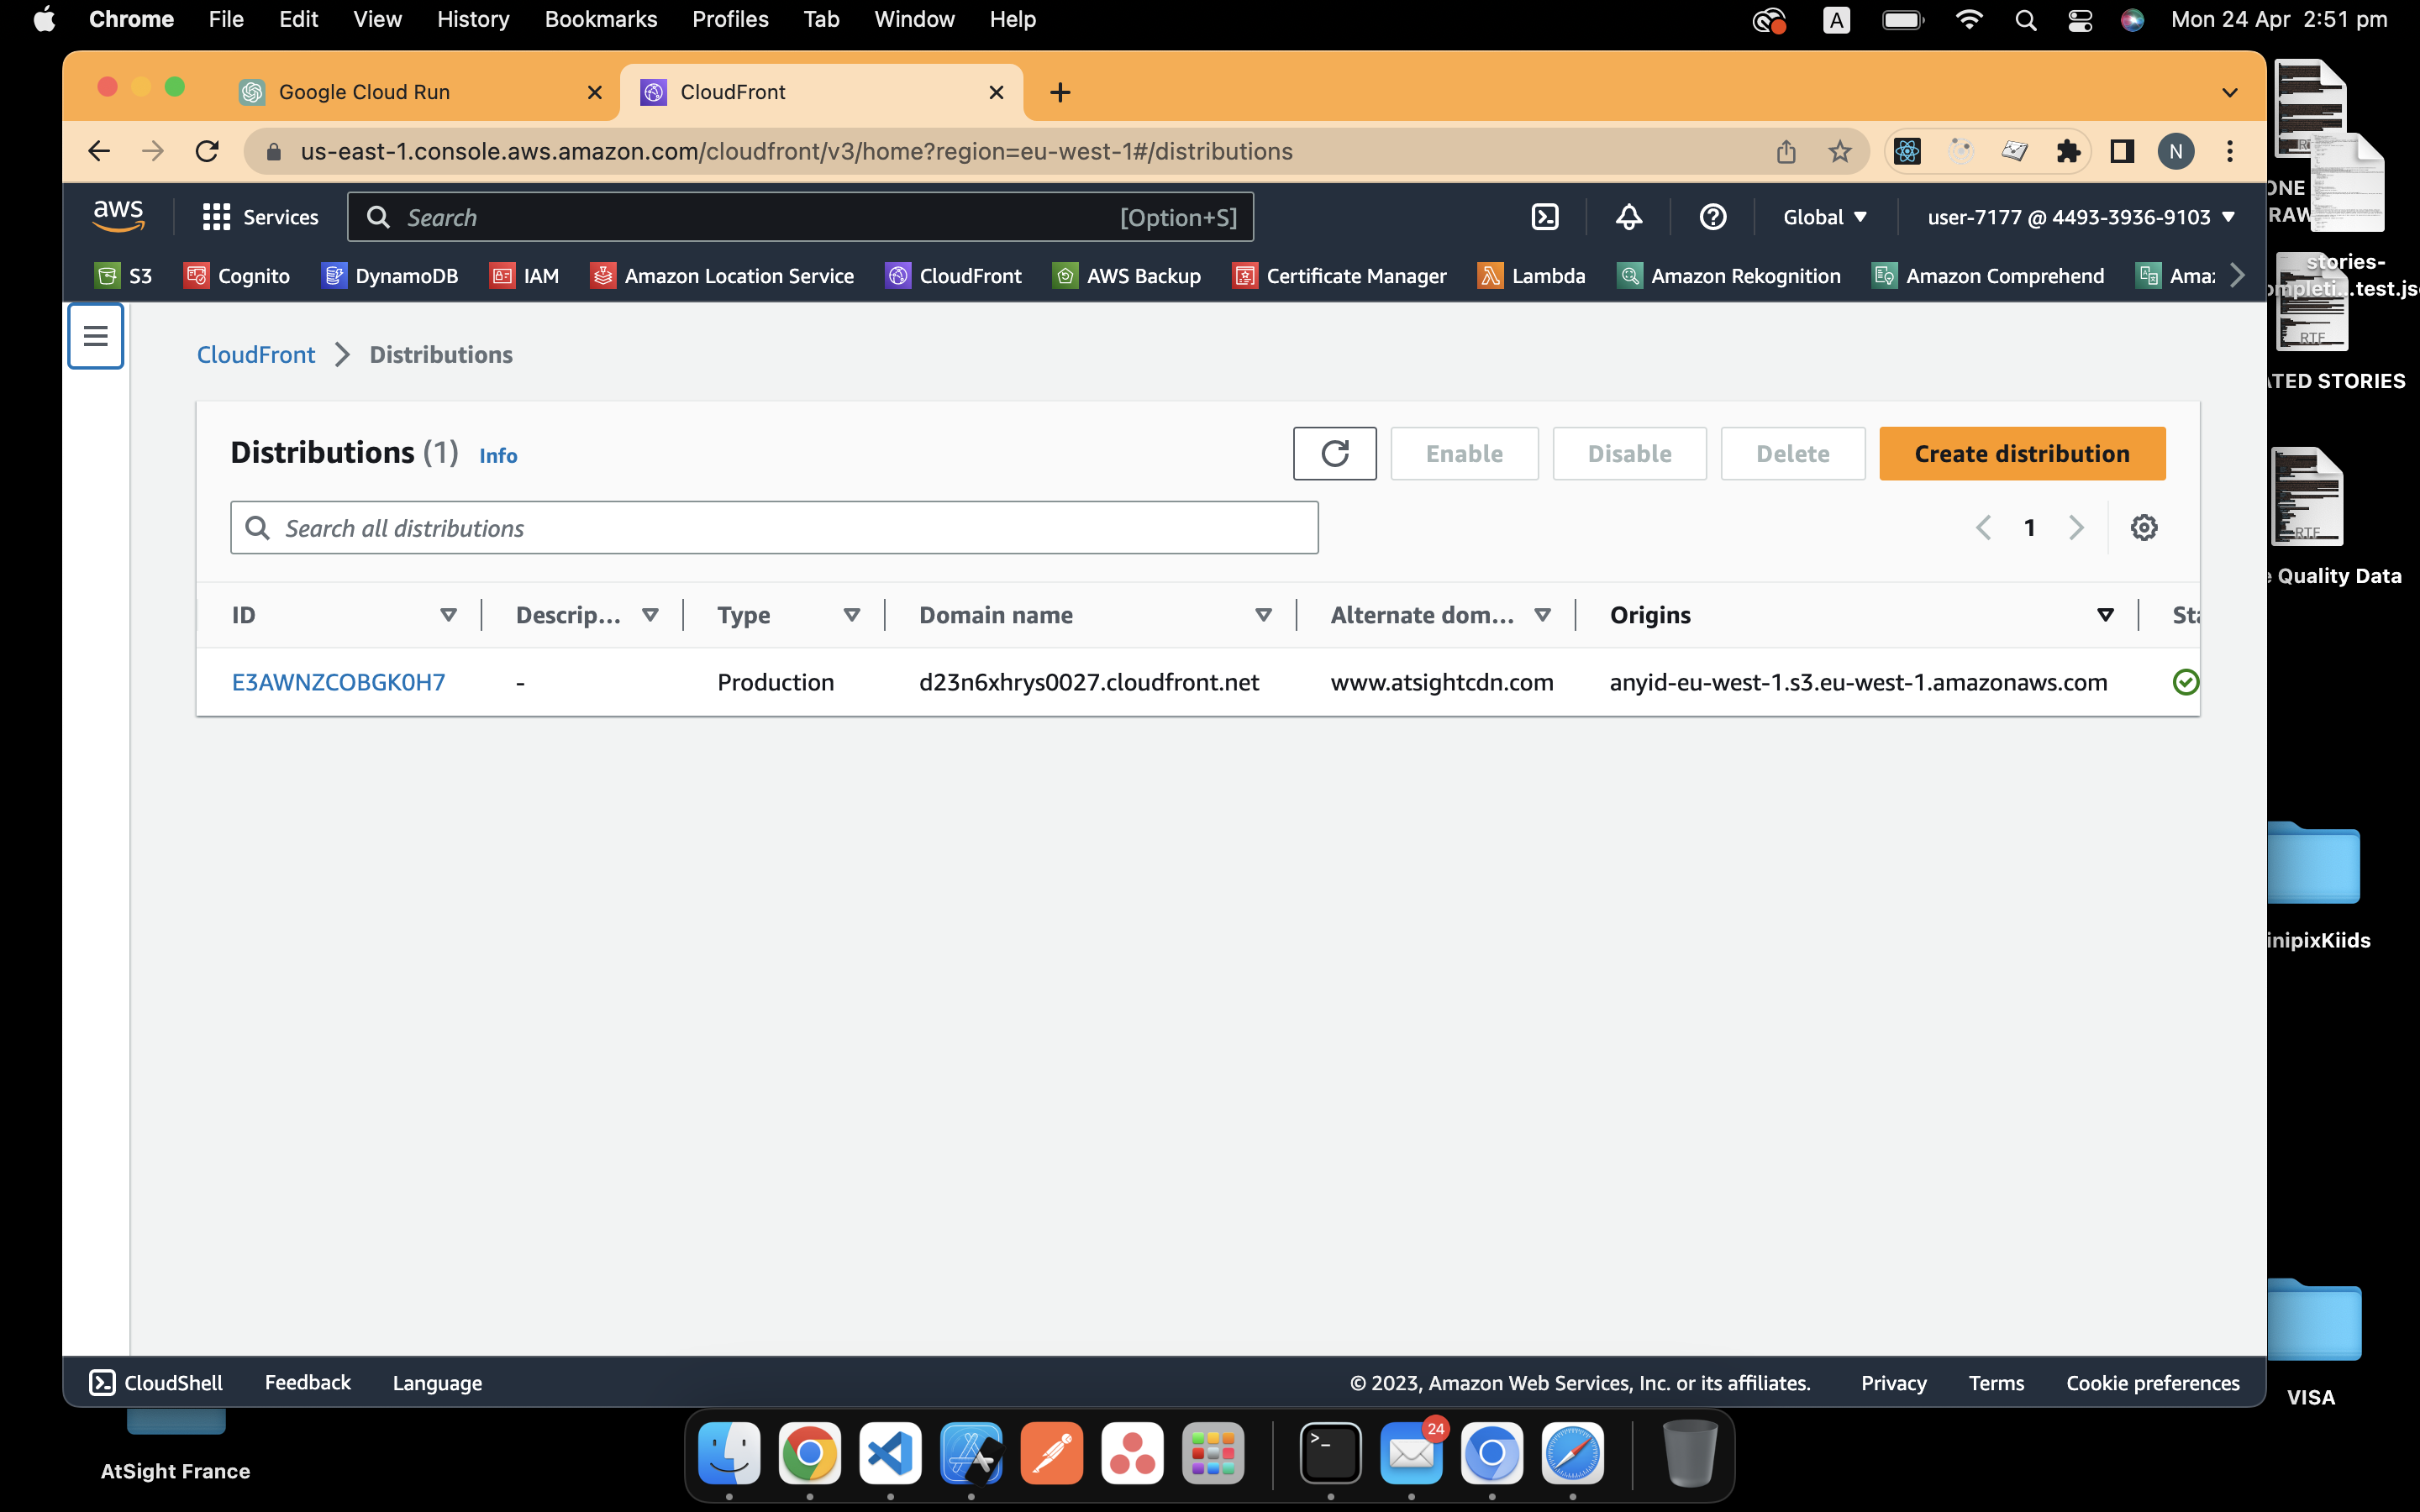 Chrome File Edit View History Bookmarks Profiles Tab Window Help A Mon 24 Apr 2:51 pm
Google Cloud Run CloudFront
us-east-1.console.aws.amazon.com/cloudfront/v3/home?region=eu-west-1#/distributions N
aws Services Search [Option+S] Global user-7177 @ 4493-3936-9103
S3 Cognito DynamoDB IAM Amazon Location Service CloudFront AWS Backup Certificate Manager Lambda Amazon Rekognition Amazon Comprehend Ama
ONE
RAW
stories-
ompleti...test.js
RTF
ATED STORIES
RTF
Quality Data
inipixKiids
VISA
CloudFront Distributions
Distributions (1) Info Enable Disable Delete Create distribution
Search all distributions 1
ID Descrip... Type Domain name Alternate dom... Origins Sta
E3AWNZCOBGK0H7 - Production d23n6xhrys0027.cloudfront.net www.atsightcdn.com anyid-eu-west-1.s3.eu-west-1.amazonaws.com
CloudShell Feedback Language © 2023, Amazon Web Services, Inc. or its affiliates. Privacy Terms Cookie preferences
24
AtSight France